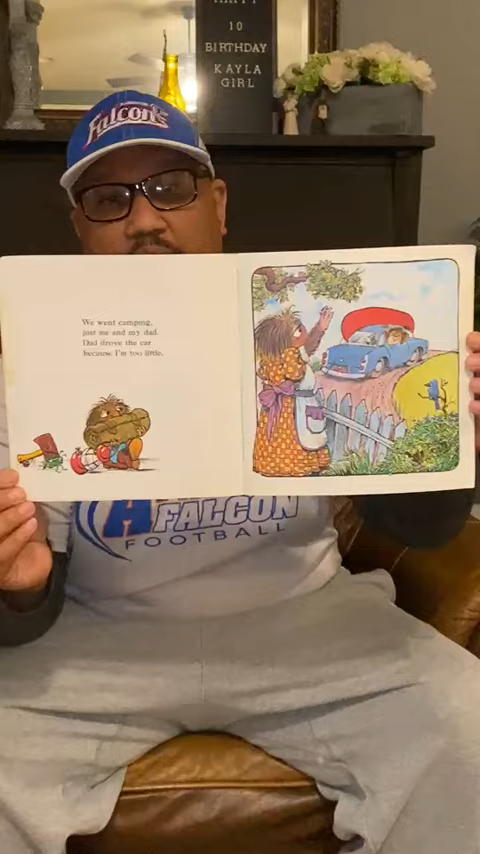 HAPPY
10
BIRTHDAY
KAYLA
GIRL
Falcons
We went camping,
just me and my dad.
Dad drove the car
because I'm too little.
FALCON
FOOTBALL